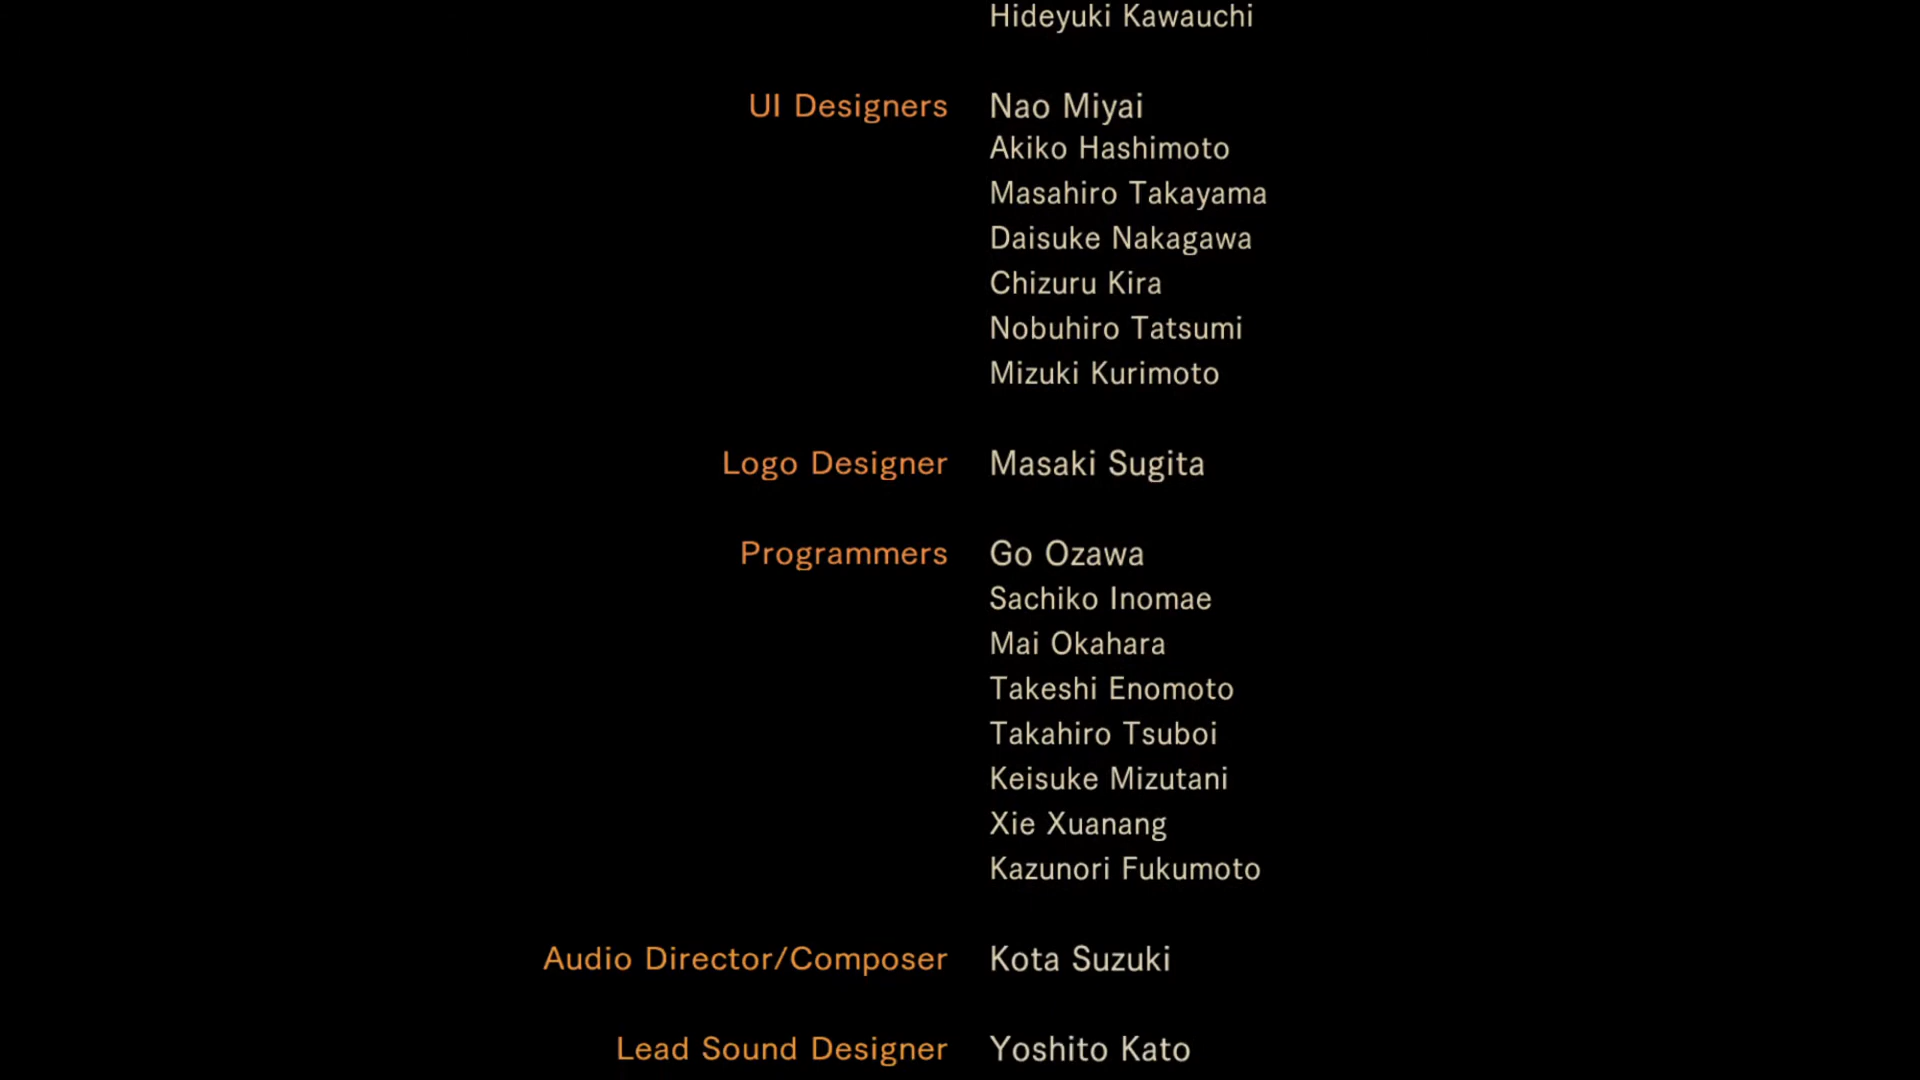 Hideyuki Kawauchi
UI Designers Nao Miyai
Akiko Hashimoto
Masahiro Takayama
Daisuke Nakagawa
Chizuru Kira
Nobuhiro Tatsumi
Mizuki Kurimoto
Logo Designer Masaki Sugita
Programmers Go Ozawa
Sachiko Inomae
Mai Okahara
Takeshi Enomoto
Takahiro Tsuboi
Keisuke Mizutani
Xie Xuanang
Kazunori Fukumoto
Audio Director/Composer Kota Suzuki
Lead Sound Designer Yoshito Kato